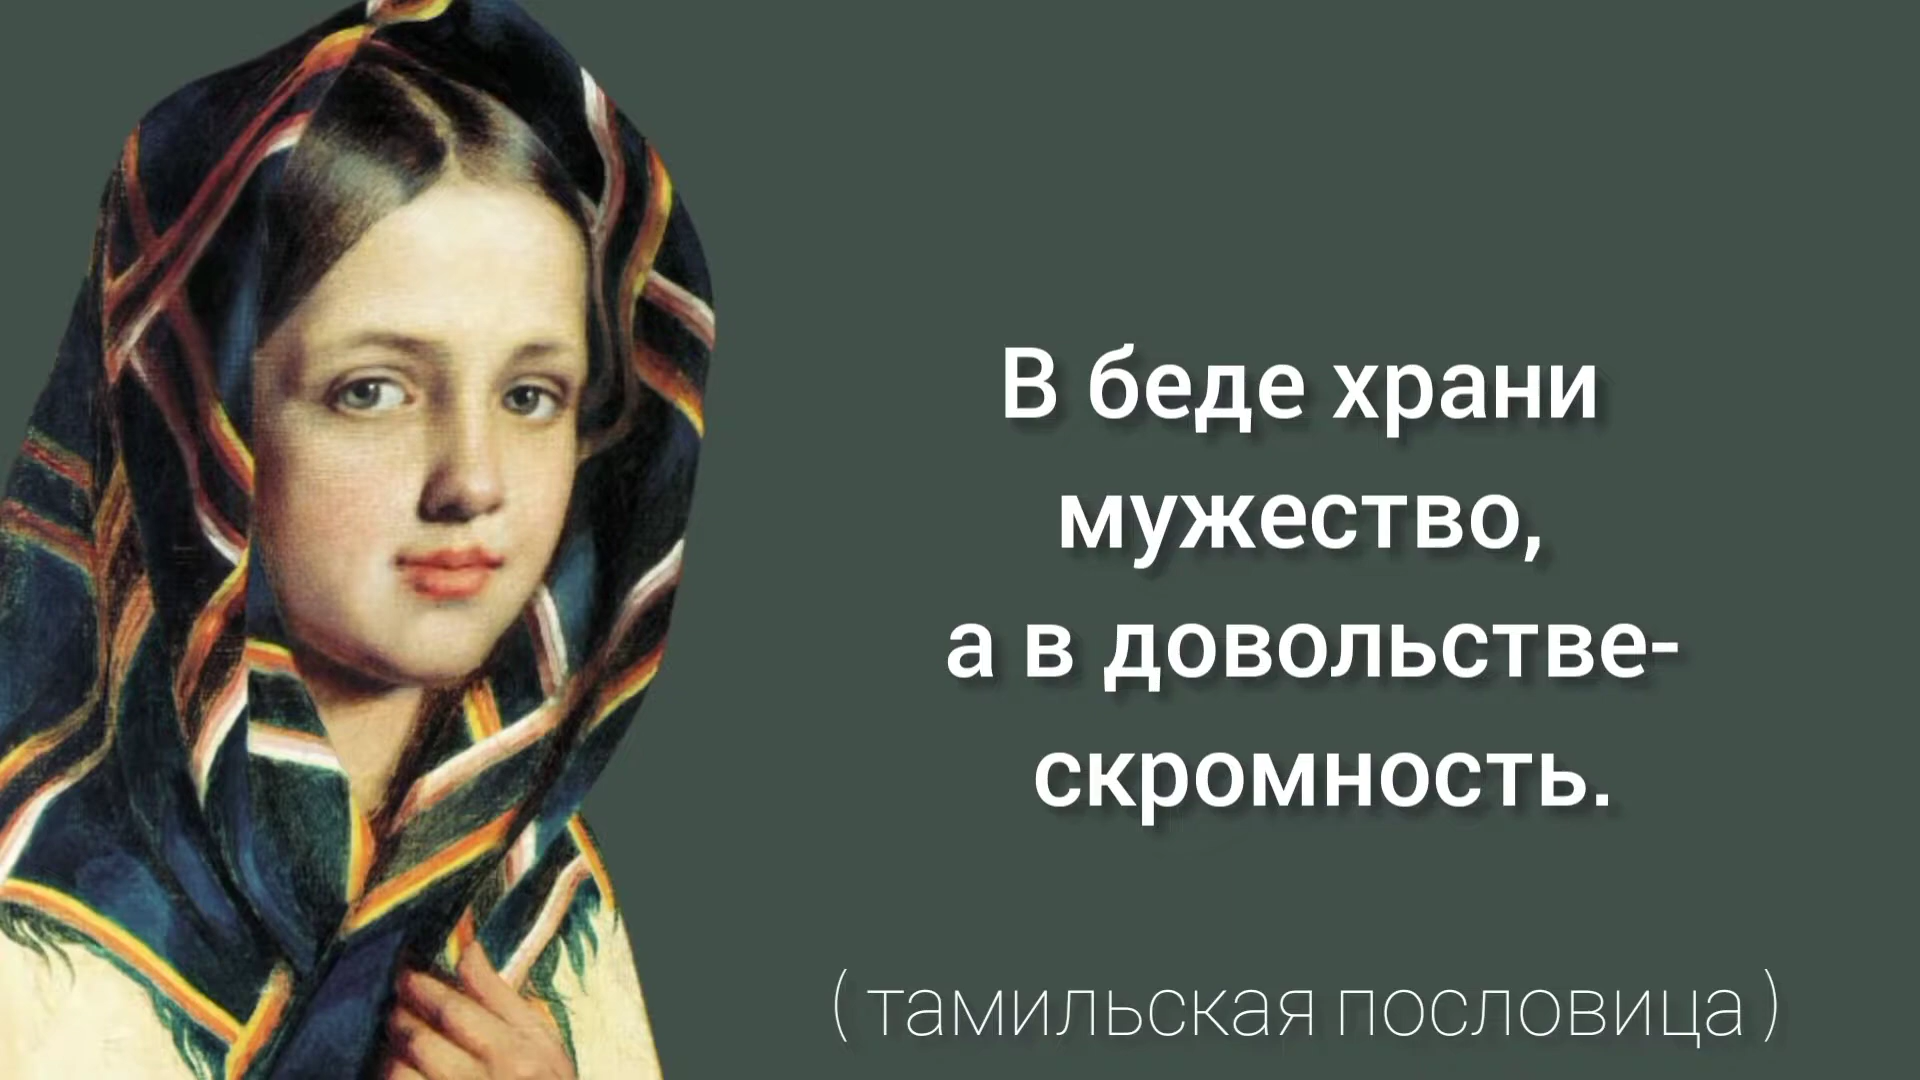 В беде храни
мужество,
а в довольстве-
скромность.
(тамильская пословица)